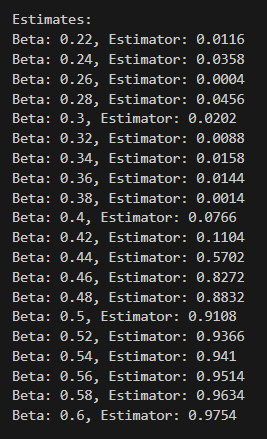 Estimates:
Beta: 0.22, Estimator: 0.0116
Beta: 0.24, Estimator: 0.0358
Beta: 0.26, Estimator: 0.0004
Beta: 0.28, Estimator: 0.0456
Beta: 0.3, Estimator: 0.0202
Beta: 0.32, Estimator: 0.0088
Beta: 0.34, Estimator: 0.0158
Beta: 0.36, Estimator: 0.0144
Beta: 0.38, Estimator: 0.0014
Beta: 0.4, Estimator: 0.0766
Beta: 0.42, Estimator: 0.1104
Beta: 0.44, Estimator: 0.5702
Beta: 0.46, Estimator: 0.8272
Beta: 0.48, Estimator: 0.8832
Beta: 0.5, Estimator: 0.9108
Beta: 0.52, Estimator: 0.9366
Beta: 0.54, Estimator: 0.941
Beta: 0.56, Estimator: 0.9514
Beta: 0.58, Estimator: 0.9634
Beta: 0.6, Estimator: 0.9754